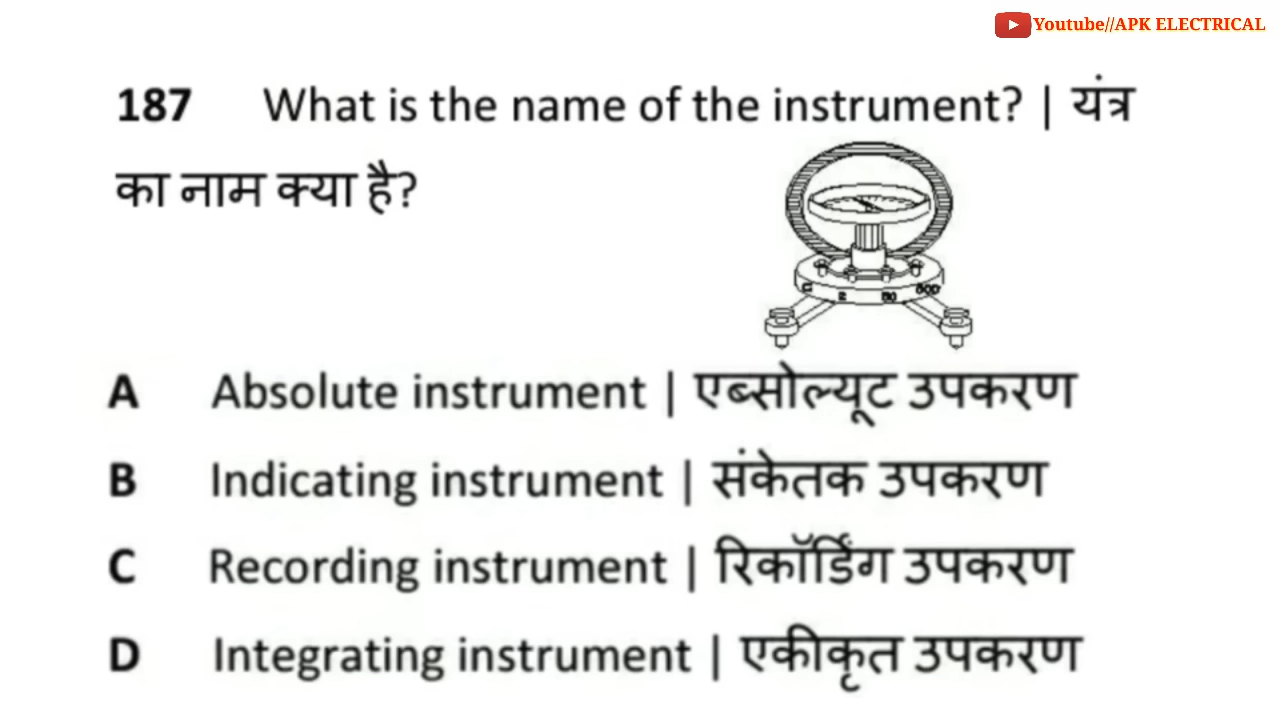 Youtube//APK ELECTRICAL
187 What is the name of the instrument? | यंत्र
का नाम क्या है?
A Absolute instrument | एब्सोल्यूट उपकरण
B Indicating instrument | संकेतक उपकरण
C Recording instrument | रिकॉर्डिंग उपकरण
D Integrating instrument | एकीकृत उपकरण